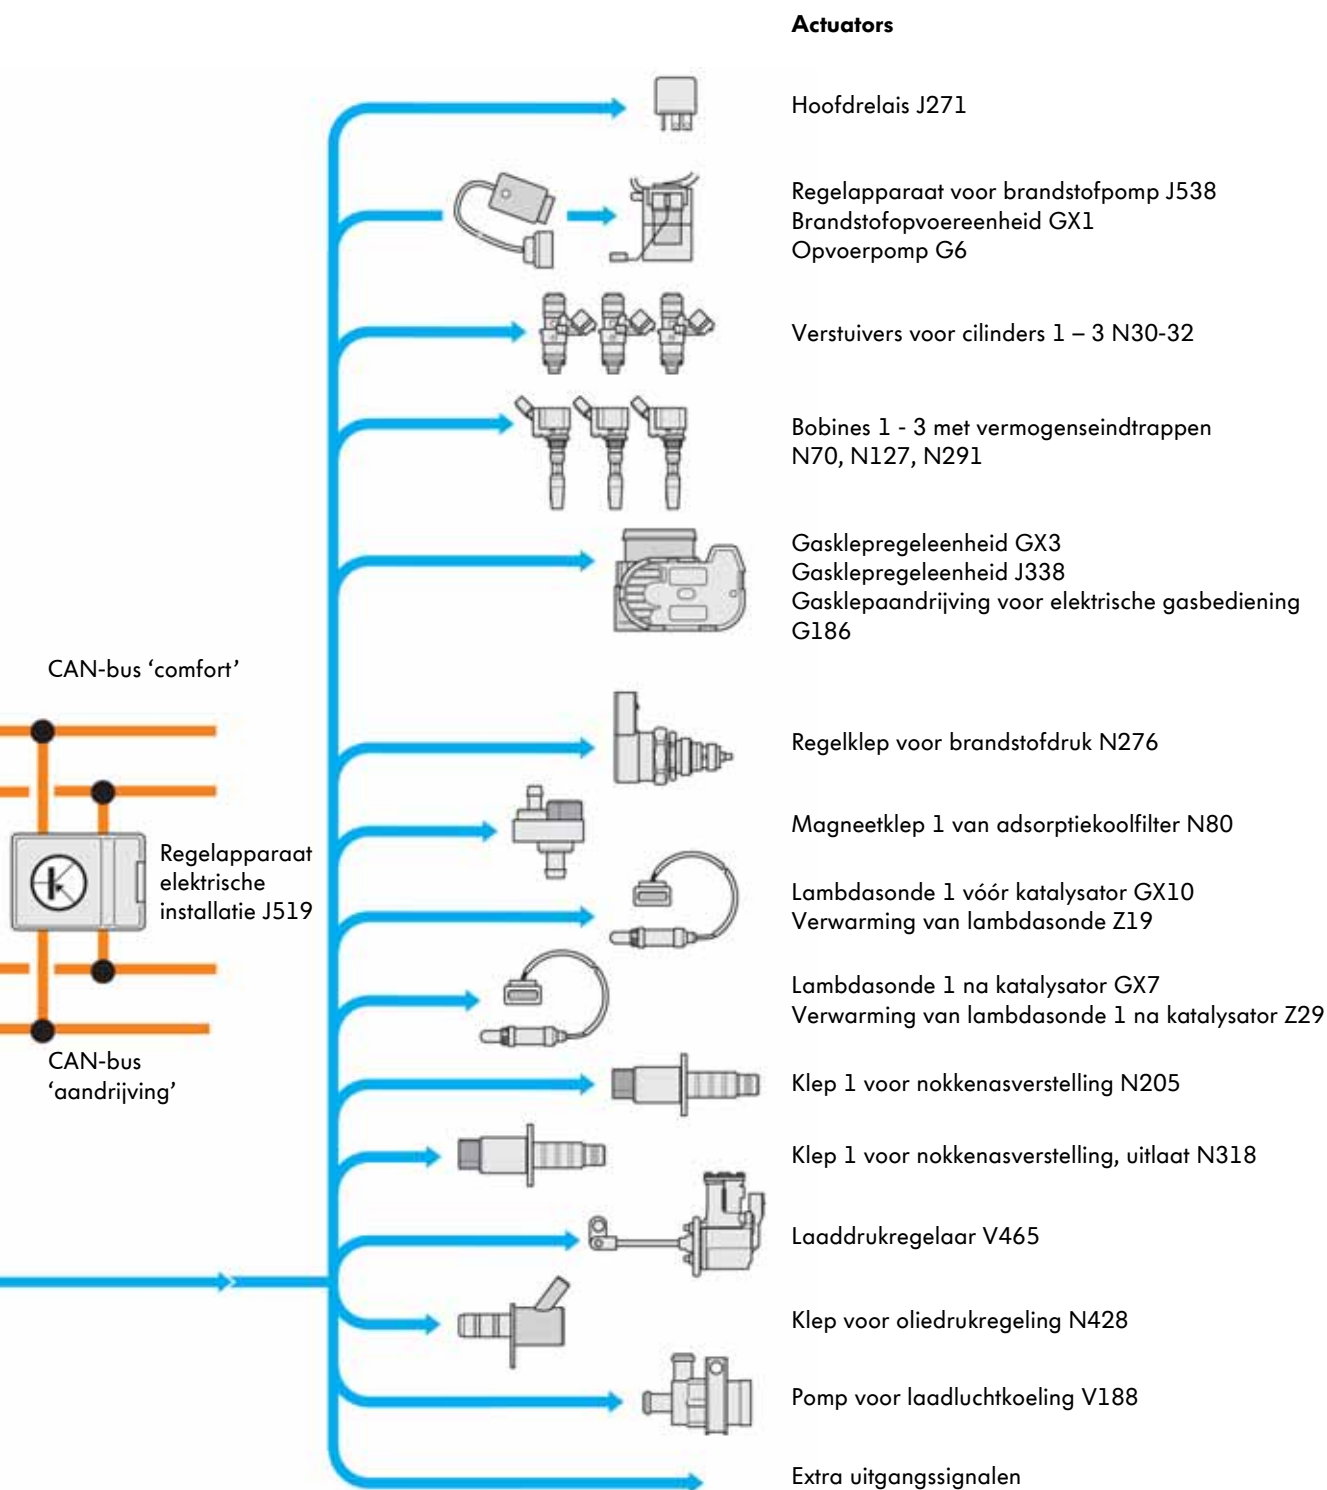 Actuators
Hoofdrelais J271
Regelapparaat voor brandstofpomp J538
Brandstofopvoereenheid GX1
Opvoerpomp G6
Verstuivers voor cilinders 1 – 3 N30-32
Bobines 1 - 3 met vermogenseindtrappen
N70, N127, N291
Gasklepregeleenheid GX3
Gasklepregeleenheid J338
Gasklepaandrijving voor elektrische gasbediening
G186
CAN-bus ‘comfort’
Regelklep voor brandstofdruk N276
Magneetklep 1 van adsorptiekoolfilter N80
Regelapparaat
elektrische
installatie J519
Lambdasonde 1 vóór katalysator GX10
Verwarming van lambdasonde Z19
Lambdasonde 1 na katalysator GX7
Verwarming van lambdasonde 1 na katalysator Z29
CAN-bus
‘aandrijving’
Klep 1 voor nokkenasverstelling N205
Klep 1 voor nokkenasverstelling, uitlaat N318
Laaddrukregelaar V465
Klep voor oliedrukregeling N428
Pomp voor laadluchtkoeling V188
Extra uitgangssignalen